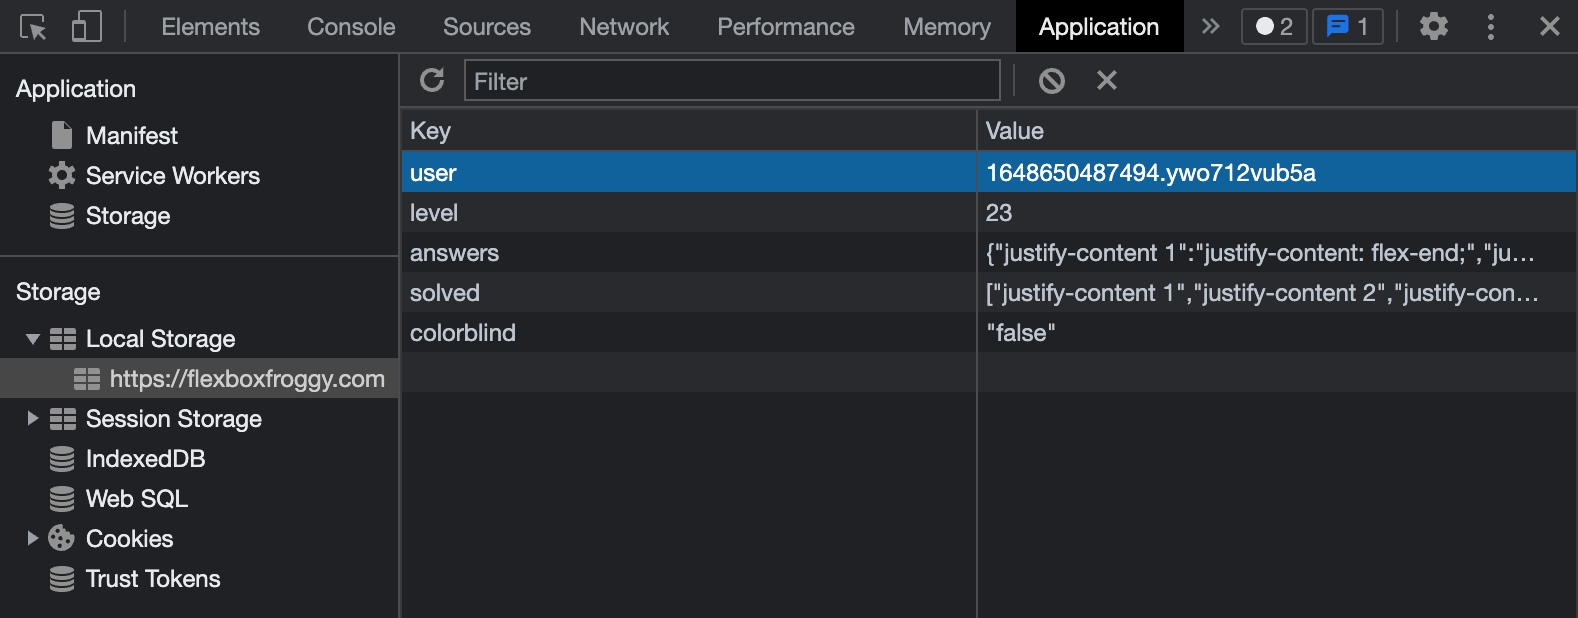 Elements Console Sources Network Performance Memory Application 2 1
Application
Manifest
Service Workers
Storage
Storage
Local Storage
https://flexboxfroggy.com
Session Storage
IndexedDB
Web SQL
Cookies
Trust Tokens
Filter
Key Value
user 1648650487494.ywo712vub5a
level 23
answers {"justify-content 1":"justify-content: flex-end;","ju…
solved ["justify-content 1","justify-content 2","justify-con…
colorblind "false"